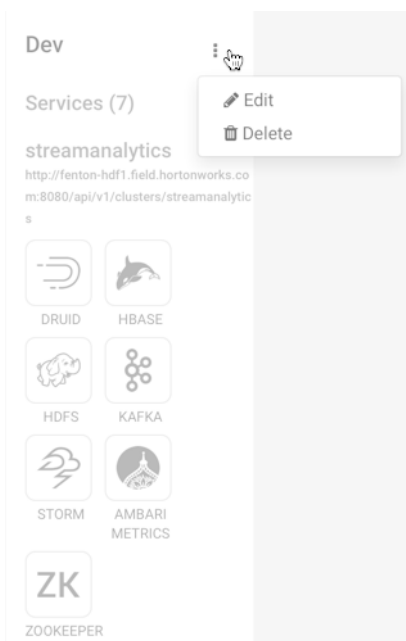 Dev
Edit
Delete
Services (7)
streamanalytics
http://fenton-hdf1.field.hortonworks.co
m:8080/api/v1/clusters/streamanalytic
s
DRUID HBASE
HDFS KAFKA
STORM AMBARI
METRICS
ZK
ZOOKEEPER